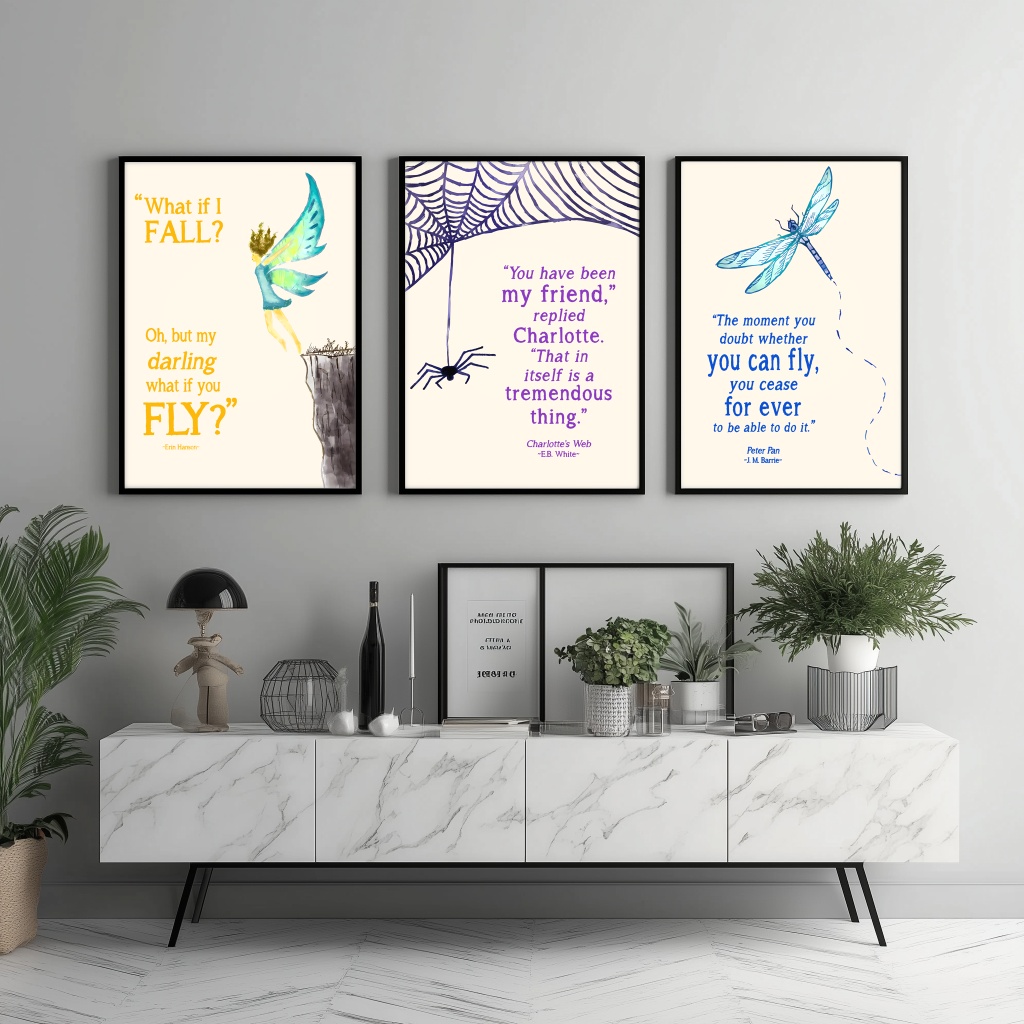 “What if I
FALL?
Oh, but my
darling
what if you
FLY?”
~Erin Hanson~
“You have been
my friend,”
replied
Charlotte.
“That in
itself is a
tremendous
thing.”
Charlotte's Web
~E.B. White~
“The moment you
doubt whether
you can fly,
you cease
for ever
to be able to do it.”
Peter Pan
~J. M. Barrie~